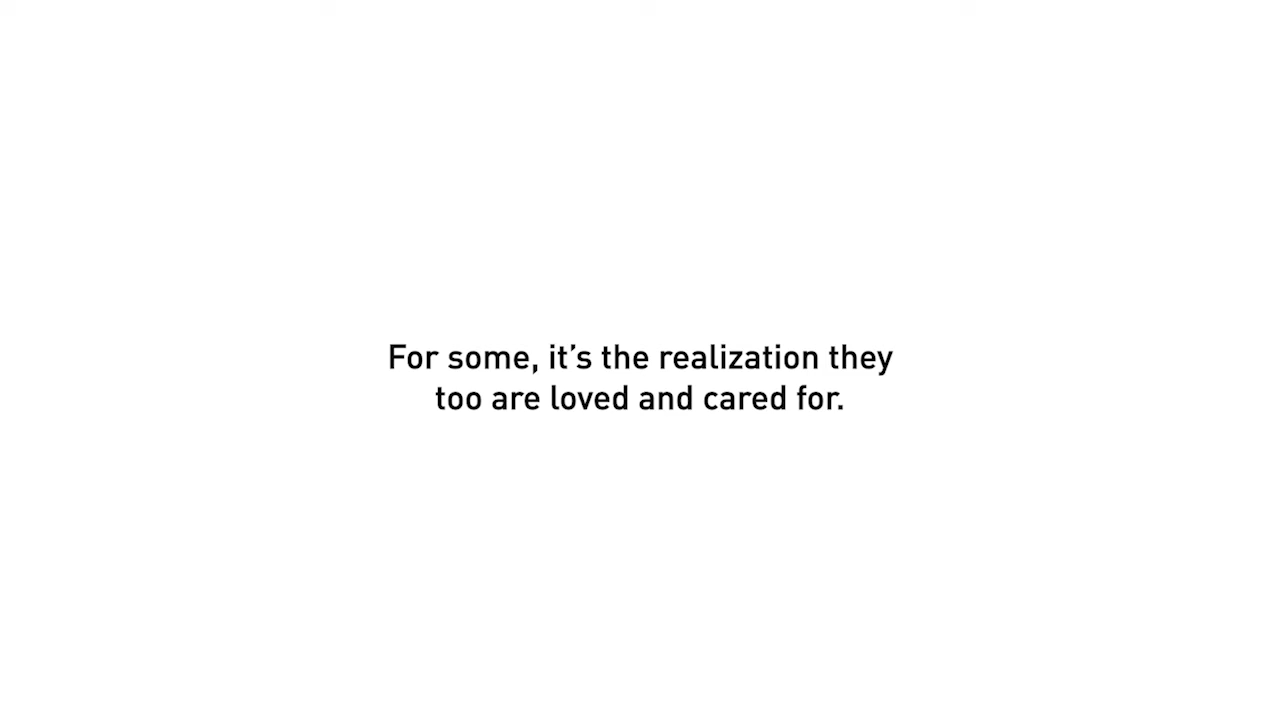 For some, it’s the realization they
too are loved and cared for.